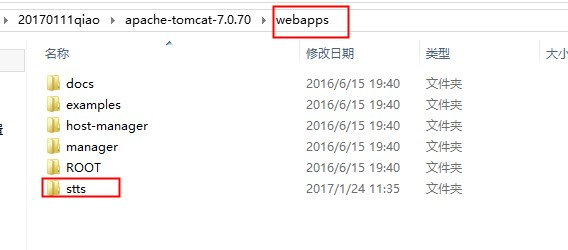 20170111qiao › apache-tomcat-7.0.70 › webapps
名称 修改日期 类型 大小
docs 2016/6/15 19:40 文件夹
examples 2016/6/15 19:40 文件夹
host-manager 2016/6/15 19:40 文件夹
manager 2016/6/15 19:40 文件夹
ROOT 2016/6/15 19:40 文件夹
stts 2017/1/24 11:35 文件夹